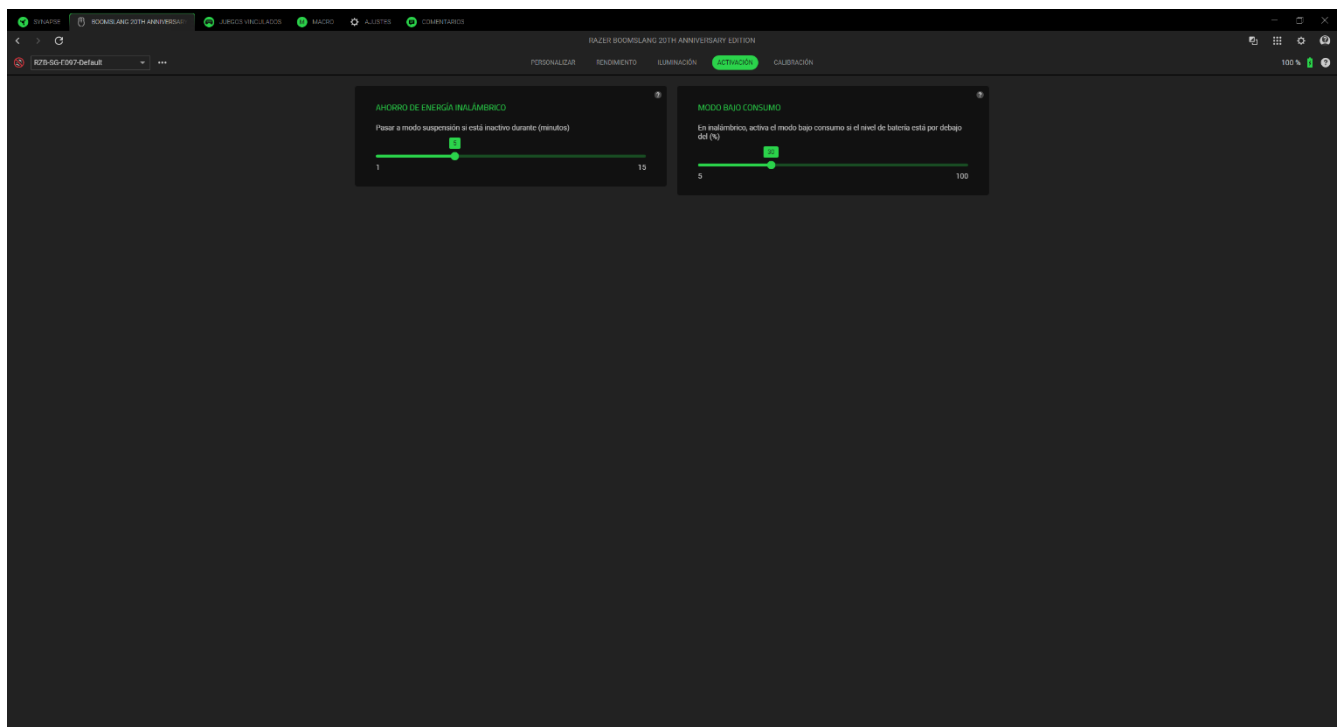 SYNAPSE BOOMSLANG 20TH ANNIVERSARY JUEGOS VINCULADOS MACRO AJUSTES COMENTARIOS
RAZER BOOMSLANG 20TH ANNIVERSARY EDITION
RZB-SG-E097-Default PERSONALIZAR RENDIMIENTO ILUMINACIÓN ACTIVACIÓN CALIBRACIÓN 100 %
AHORRO DE ENERGÍA INALÁMBRICO
Pasar a modo suspensión si está inactivo durante (minutos)
1 15
MODO BAJO CONSUMO
En inalámbrico, activa el modo bajo consumo si el nivel de batería está por debajo
del (%)
30
5 100